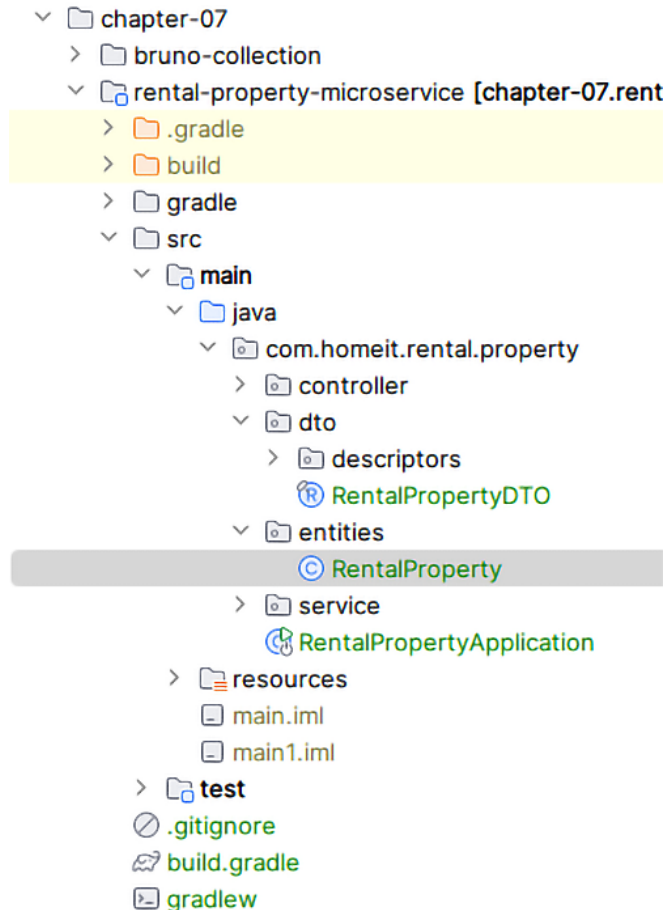 chapter-07
bruno-collection
rental-property-microservice [chapter-07.rent
.gradle
build
gradle
src
main
java
com.homeit.rental.property
controller
dto
descriptors
RentalPropertyDTO
entities
RentalProperty
service
RentalPropertyApplication
resources
main.iml
main1.iml
test
.gitignore
build.gradle
gradlew